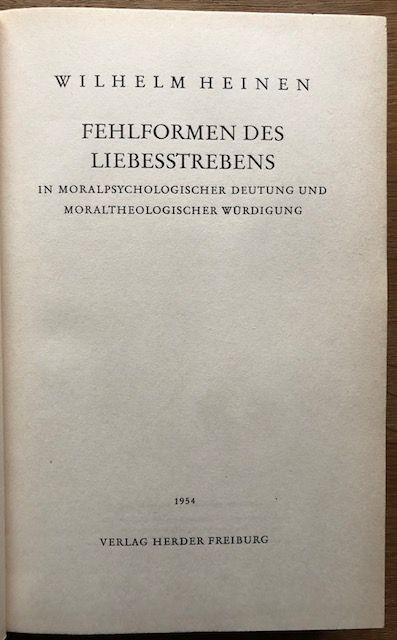 WILHELM HEINEN
FEHLFORMEN DES
LIEBESSTREBENS
IN MORALPSYCHOLOGISCHER DEUTUNG UND
MORALTHEOLOGISCHER WÜRDIGUNG
1954
VERLAG HERDER FREIBURG